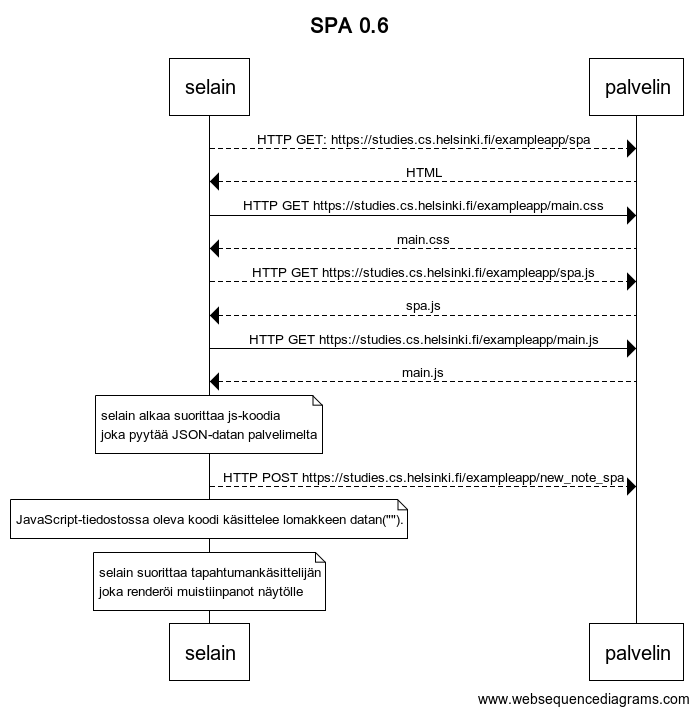 SPA 0.6
selain
palvelin
HTTP GET: https://studies.cs.helsinki.fi/exampleapp/spa
HTML
HTTP GET https://studies.cs.helsinki.fi/exampleapp/main.css
main.css
HTTP GET https://studies.cs.helsinki.fi/exampleapp/spa.js
spa.js
HTTP GET https://studies.cs.helsinki.fi/exampleapp/main.js
main.js
selain alkaa suorittaa js-koodia
joka pyytää JSON-datan palvelimelta
HTTP POST https://studies.cs.helsinki.fi/exampleapp/new_note_spa
JavaScript-tiedostossa oleva koodi käsittelee lomakkeen datan("").
selain suorittaa tapahtumankäsittelijän
joka renderöi muistiinpanot näytölle
selain
palvelin
www.websequencediagrams.com